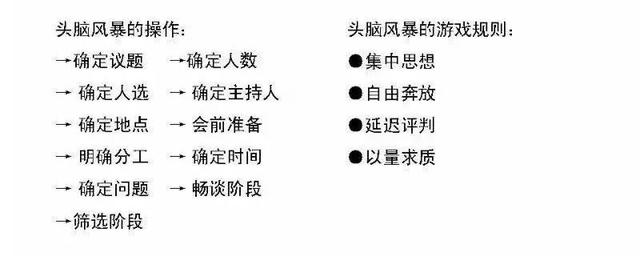 头脑风暴的操作：
→确定议题 →确定人数
→ 确定人选 → 确定主持人
→ 确定地点 → 会前准备
→ 明确分工 → 确定时间
→ 确定问题 → 畅谈阶段
→筛选阶段
头脑风暴的游戏规则：
●集中思想
●自由奔放
●延迟评判
●以量求质